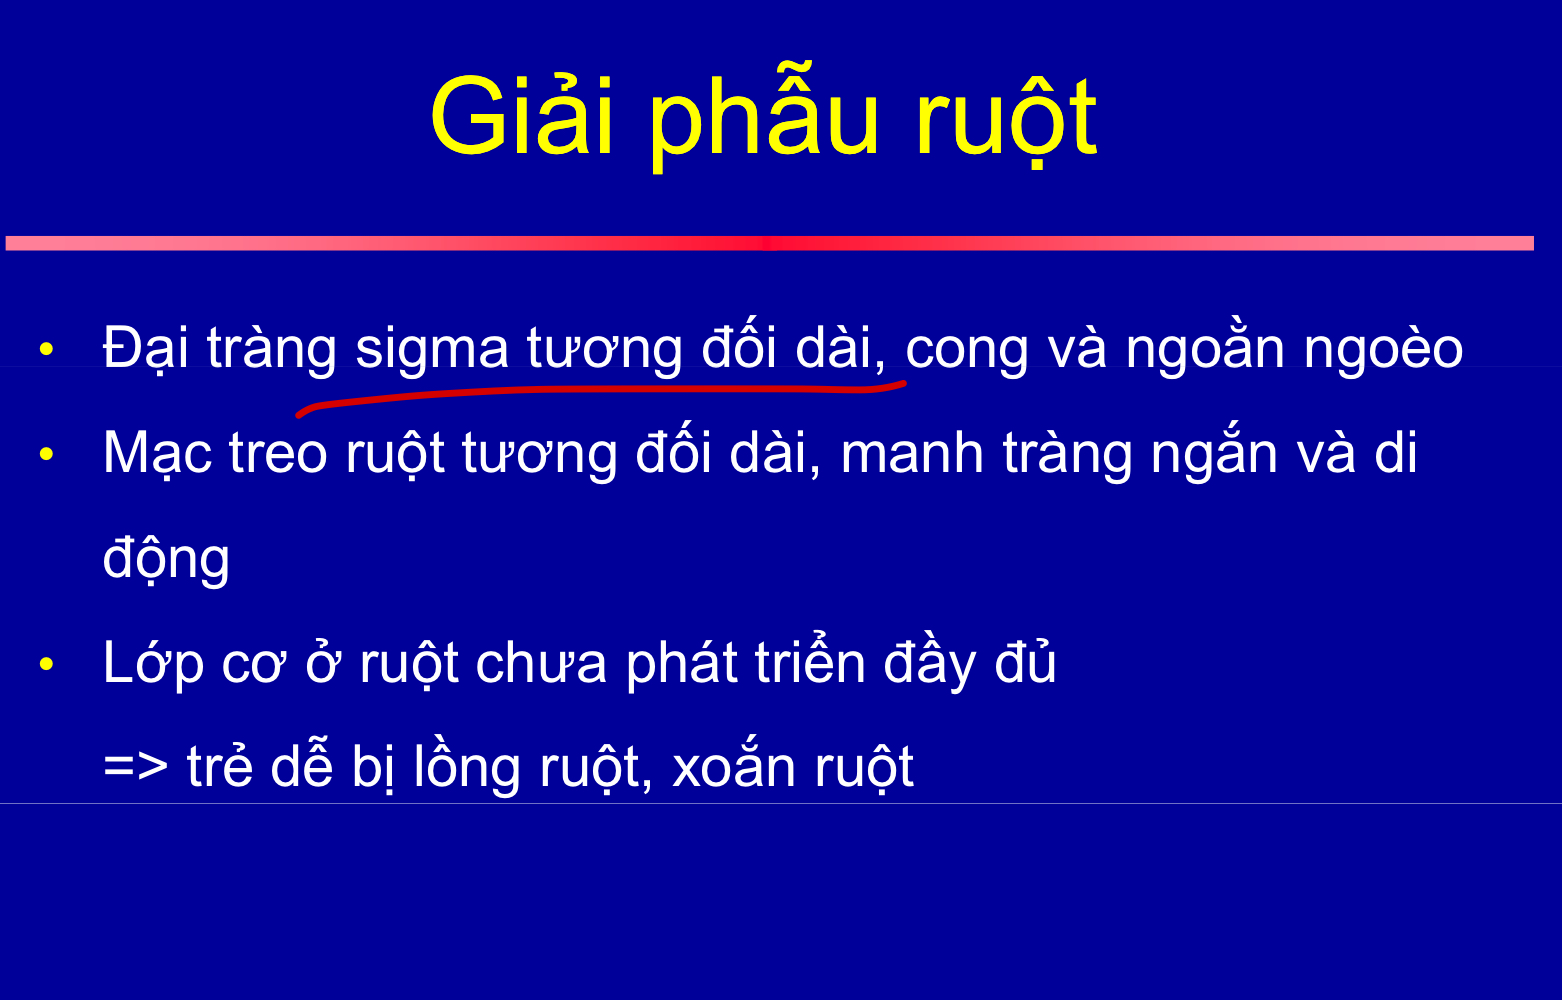 Giải phẫu ruột
• Đại tràng sigma tương đối dài, cong và ngoằn ngoèo
• Mạc treo ruột tương đối dài, manh tràng ngắn và di
động
• Lớp cơ ở ruột chưa phát triển đầy đủ
=> trẻ dễ bị lồng ruột, xoắn ruột